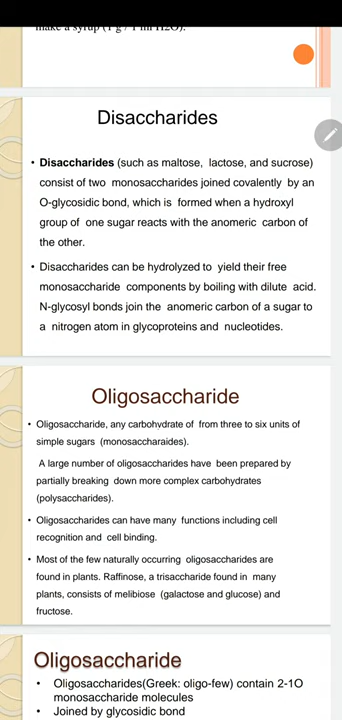 make a syrup (1 g / 1 ml H2O).
Disaccharides
• Disaccharides (such as maltose, lactose, and sucrose)
consist of two monosaccharides joined covalently by an
O-glycosidic bond, which is formed when a hydroxyl
group of one sugar reacts with the anomeric carbon of
the other.
• Disaccharides can be hydrolyzed to yield their free
monosaccharide components by boiling with dilute acid.
N-glycosyl bonds join the anomeric carbon of a sugar to
a nitrogen atom in glycoproteins and nucleotides.
Oligosaccharide
• Oligosaccharide, any carbohydrate of from three to six units of
simple sugars (monosaccharaides).
A large number of oligosaccharides have been prepared by
partially breaking down more complex carbohydrates
(polysaccharides).
• Oligosaccharides can have many functions including cell
recognition and cell binding.
• Most of the few naturally occurring oligosaccharides are
found in plants. Raffinose, a trisaccharide found in many
plants, consists of melibiose (galactose and glucose) and
fructose.
Oligosaccharide
• Oligosaccharides(Greek: oligo-few) contain 2-1O
monosaccharide molecules
• Joined by glycosidic bond